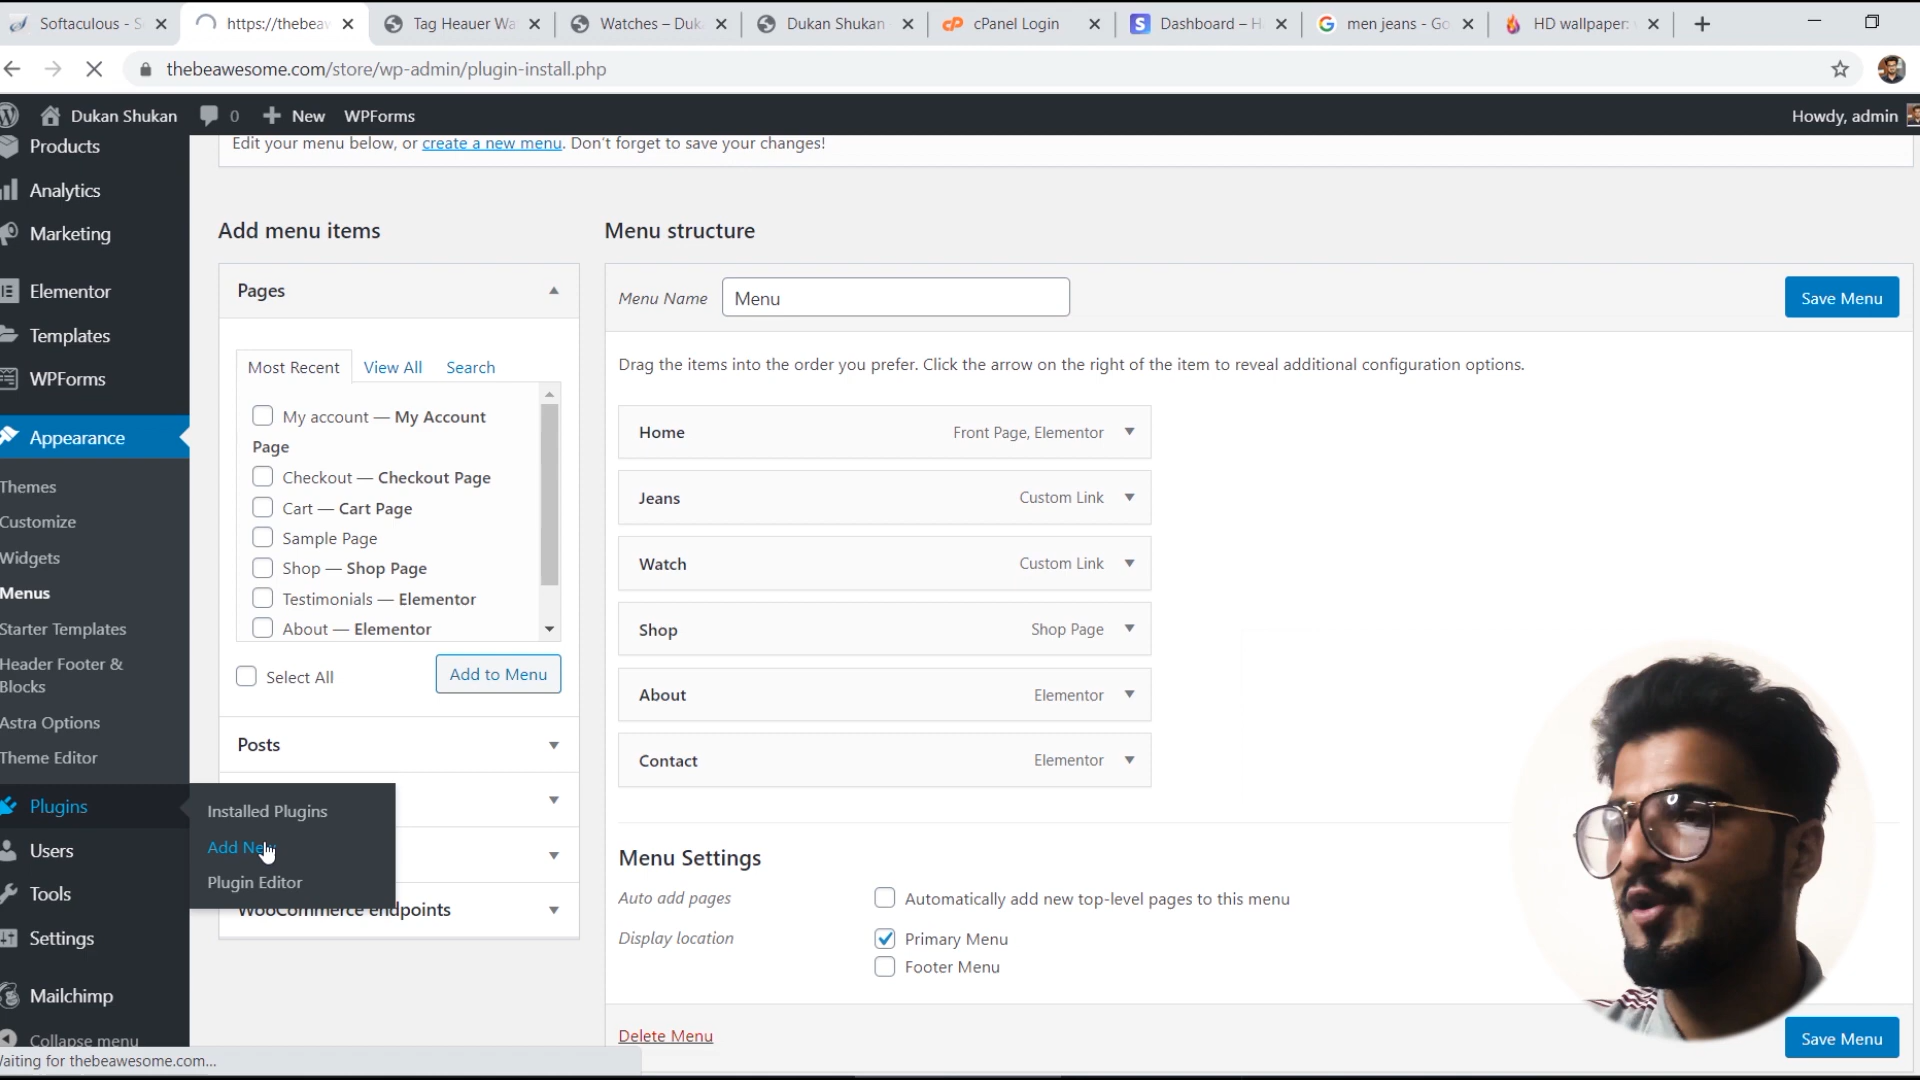 Softaculous - S
https://thebeaw
Tag Heauer Wa
Watches – Duk
Dukan Shukan
cPanel Login
Dashboard – H
men jeans - Go
HD wallpaper:
thebeawesome.com/store/wp-admin/plugin-install.php
Dukan Shukan
0
New
WPForms
Howdy, admin
Products
Analytics
Marketing
Elementor
Templates
WPForms
Appearance
Themes
Customize
Widgets
Menus
Starter Templates
Header Footer &
Blocks
Astra Options
Theme Editor
Plugins
Users
Tools
Settings
Mailchimp
Collapse menu
Installed Plugins
Add New
Plugin Editor
Edit your menu below, or create a new menu. Don't forget to save your changes!
Add menu items
Pages
Most Recent
View All
Search
My account — My Account
Page
Checkout — Checkout Page
Cart — Cart Page
Sample Page
Shop — Shop Page
Testimonials — Elementor
About — Elementor
Select All
Add to Menu
Posts
WooCommerce endpoints
Menu structure
Menu Name
Menu
Save Menu
Drag the items into the order you prefer. Click the arrow on the right of the item to reveal additional configuration options.
Home
Front Page, Elementor
Jeans
Custom Link
Watch
Custom Link
Shop
Shop Page
About
Elementor
Contact
Elementor
Menu Settings
Auto add pages
Automatically add new top-level pages to this menu
Display location
Primary Menu
Footer Menu
Delete Menu
Save Menu
aiting for thebeawesome.com...